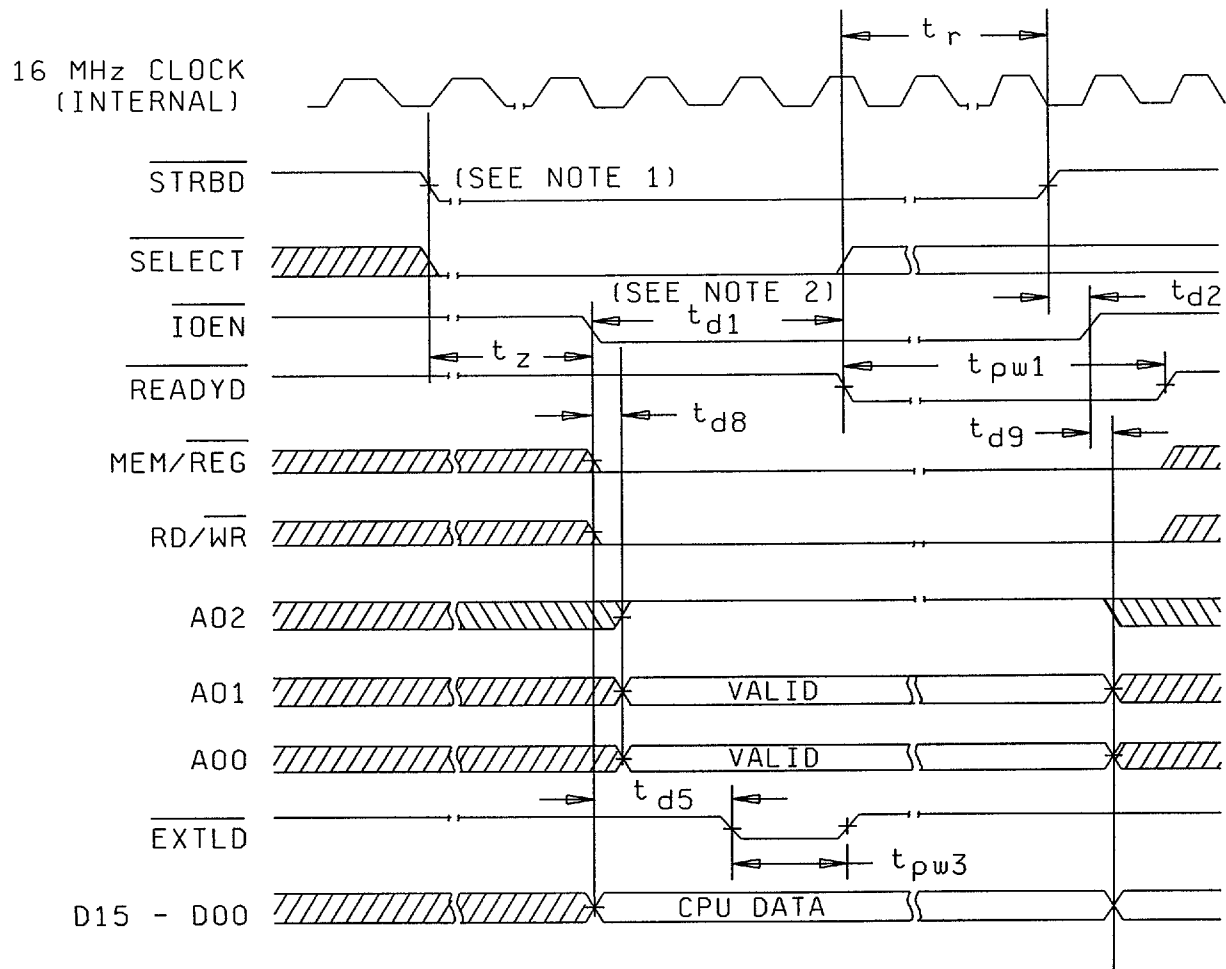 t r
16 MHz CLOCK
(INTERNAL)
STRBD
(SEE NOTE 1)
SELECT
(SEE NOTE 2)
t d2
IOEN
t d1
t z
t pw1
READYD
t d8
t d9
MEM/REG
RD/WR
A02
A01
VALID
A00
VALID
t d5
EXTLD
t pw3
D15 - D00
CPU DATA